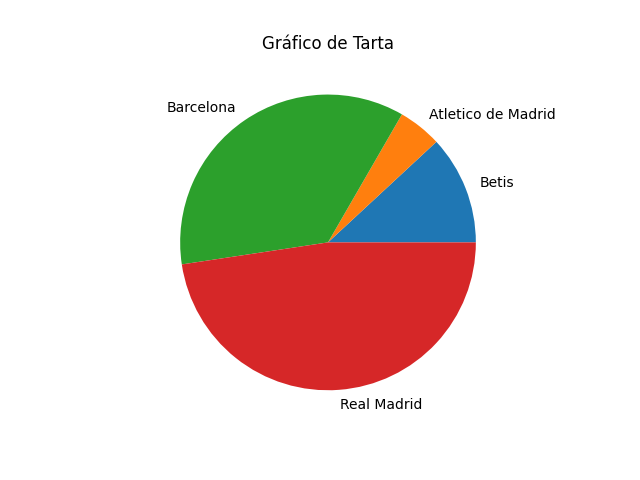 Gráfico de Tarta
Barcelona
Atletico de Madrid
Betis
Real Madrid